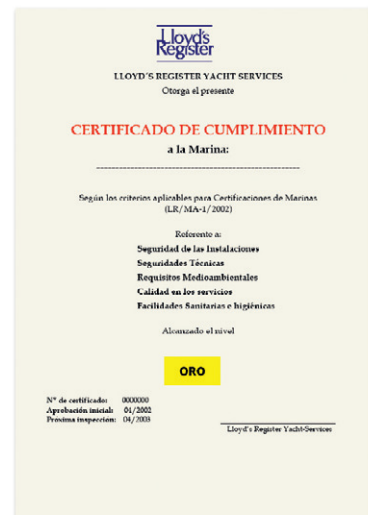 Lloyd's
Register
LLOYD´S REGISTER YACHT SERVICES
Otorga el presente
CERTIFICADO DE CUMPLIMIENTO
a la Marina:
Según los criterios aplicables para Certificaciones de Marinas
(LR/MA-1/2002)
Referente a:
Seguridad de las Instalaciones
Seguridades Técnicas
Requisitos Medioambientales
Calidad en los servicios
Facilidades Sanitarias e higiénicas
Alcanzado el nivel
ORO
Nº de certificado: 0000000
Aprobación inicial: 01/2002
Próxima inspección: 04/2003
Lloyd's Register Yacht-Services